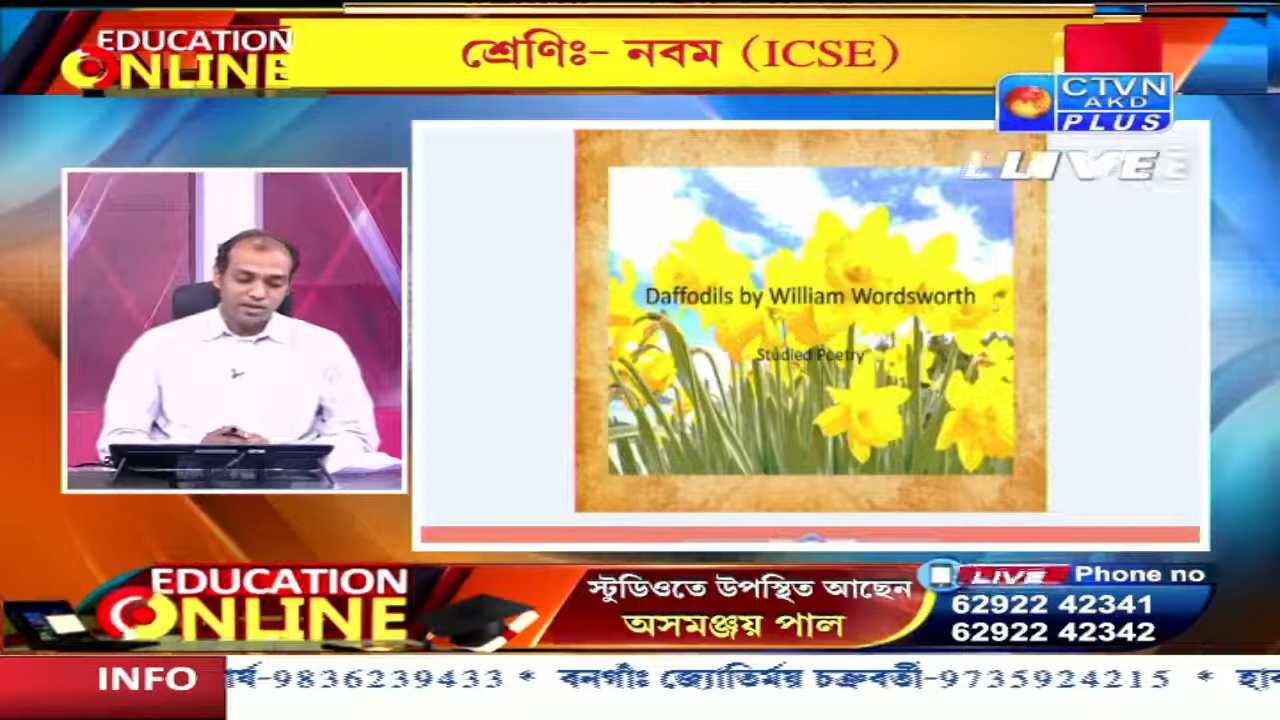 EDUCATION
ONLINE
শ্রেণিঃ- নবম (ICSE)
CTVN
AKD
PLUS
LIVE
Daffodils by William Wordsworth
Studied Poetry
EDUCATION
ONLINE
স্টুডিওতে উপস্থিত আছেন
অসমঞ্জয় পাল
LIVE Phone no
62922 42341
62922 42342
INFO
-9836239433 * বনগাঁঃ জ্যোতির্ময় চক্রবর্তী-9735924215 *